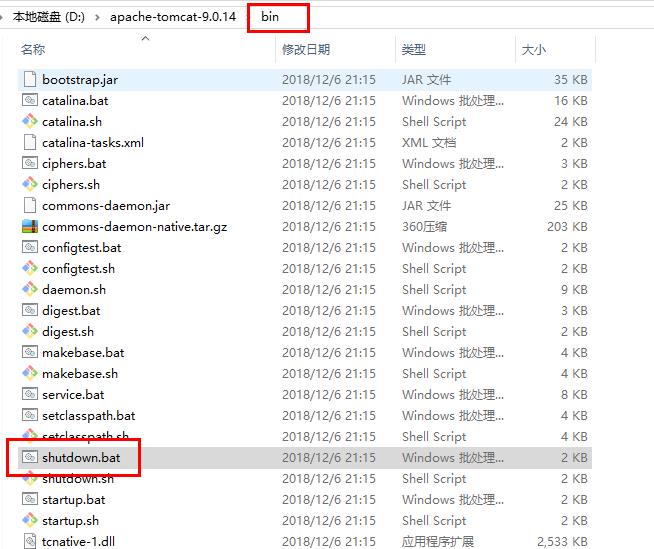 本地磁盘 (D:) › apache-tomcat-9.0.14 › bin
名称 修改日期 类型 大小
bootstrap.jar 2018/12/6 21:15 JAR 文件 35 KB
catalina.bat 2018/12/6 21:15 Windows 批处理... 16 KB
catalina.sh 2018/12/6 21:15 Shell Script 24 KB
catalina-tasks.xml 2018/12/6 21:15 XML 文档 2 KB
ciphers.bat 2018/12/6 21:15 Windows 批处理... 3 KB
ciphers.sh 2018/12/6 21:15 Shell Script 2 KB
commons-daemon.jar 2018/12/6 21:15 JAR 文件 25 KB
commons-daemon-native.tar.gz 2018/12/6 21:15 360压缩 203 KB
configtest.bat 2018/12/6 21:15 Windows 批处理... 2 KB
configtest.sh 2018/12/6 21:15 Shell Script 2 KB
daemon.sh 2018/12/6 21:15 Shell Script 9 KB
digest.bat 2018/12/6 21:15 Windows 批处理... 3 KB
digest.sh 2018/12/6 21:15 Shell Script 2 KB
makebase.bat 2018/12/6 21:15 Windows 批处理... 4 KB
makebase.sh 2018/12/6 21:15 Shell Script 4 KB
service.bat 2018/12/6 21:15 Windows 批处理... 8 KB
setclasspath.bat 2018/12/6 21:15 Windows 批处理... 4 KB
setclasspath.sh 2018/12/6 21:15 Shell Script 4 KB
shutdown.bat 2018/12/6 21:15 Windows 批处理... 2 KB
shutdown.sh 2018/12/6 21:15 Shell Script 2 KB
startup.bat 2018/12/6 21:15 Windows 批处理... 2 KB
startup.sh 2018/12/6 21:15 Shell Script 2 KB
tcnative-1.dll 2018/12/6 21:15 应用程序扩展 2,533 KB